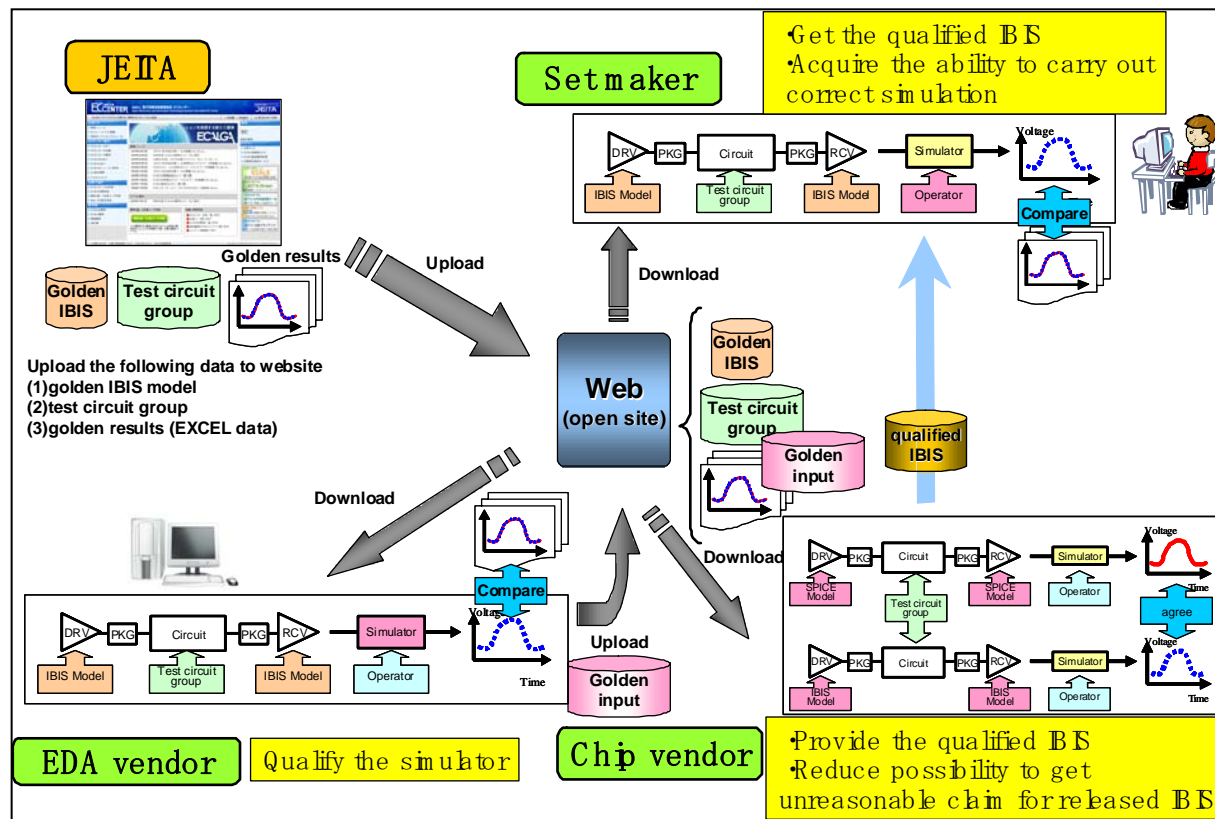 JEITA
ECALGA
Golden results
Golden
IBIS
Test circuit
group
Upload the following data to website
(1)golden IBIS model
(2)test circuit group
(3)golden results (EXCEL data)
Upload
Setmaker
•Get the qualified IBIS
•Acquire the ability to carry out
correct simulation
DRV
PKG
Circuit
PKG
RCV
Simulator
Voltage
IBIS Model
Test circuit
group
IBIS Model
Operator
Compare
Download
Web
(open site)
Golden
IBIS
Test circuit
group
Golden
input
qualified
IBIS
Download
Compare
Voltage
DRV
PKG
Circuit
PKG
RCV
Simulator
IBIS Model
Test circuit
group
IBIS Model
Operator
Time
Upload
Golden
input
Download
Voltage
DRV
PKG
Circuit
PKG
RCV
Simulator
Time
SPICE
Model
SPICE
Model
Operator
Test circuit
group
agree
Voltage
DRV
PKG
Circuit
PKG
RCV
Simulator
Time
IBIS
Model
IBIS
Model
Operator
EDA vendor
Qualify the simulator
Chip vendor
•Provide the qualified IBIS
•Reduce possibility to get
unreasonable claim for released IBIS